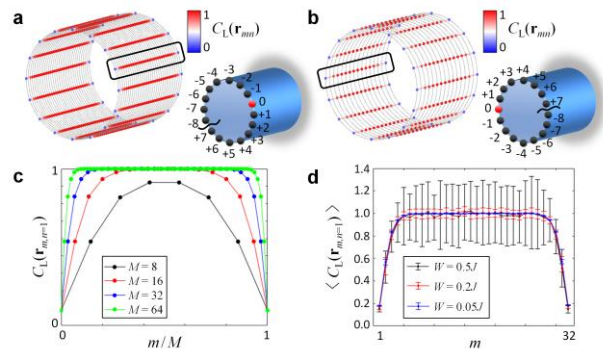 a
1
0
C_L(r_mn)
-4 -3 -2
-5 -1
-6 0
-7 +1
-8 +2
+7 +3
+6 +5 +4
b
1
0
C_L(r_mn)
+3 +4
+2 +5
+1 +6
0 +7
-1 -8
-2 -7
-3 -6
-4 -5
c
1
C_L(r_m,n=1)
0
M = 8
M = 16
M = 32
M = 64
0 1
m/M
d
1.4
1.2
1.0
0.8
0.6
0.4
0.2
0.0
⟨ C_L(r_m,n=1) ⟩
W = 0.5J
W = 0.2J
W = 0.05J
1 32
m